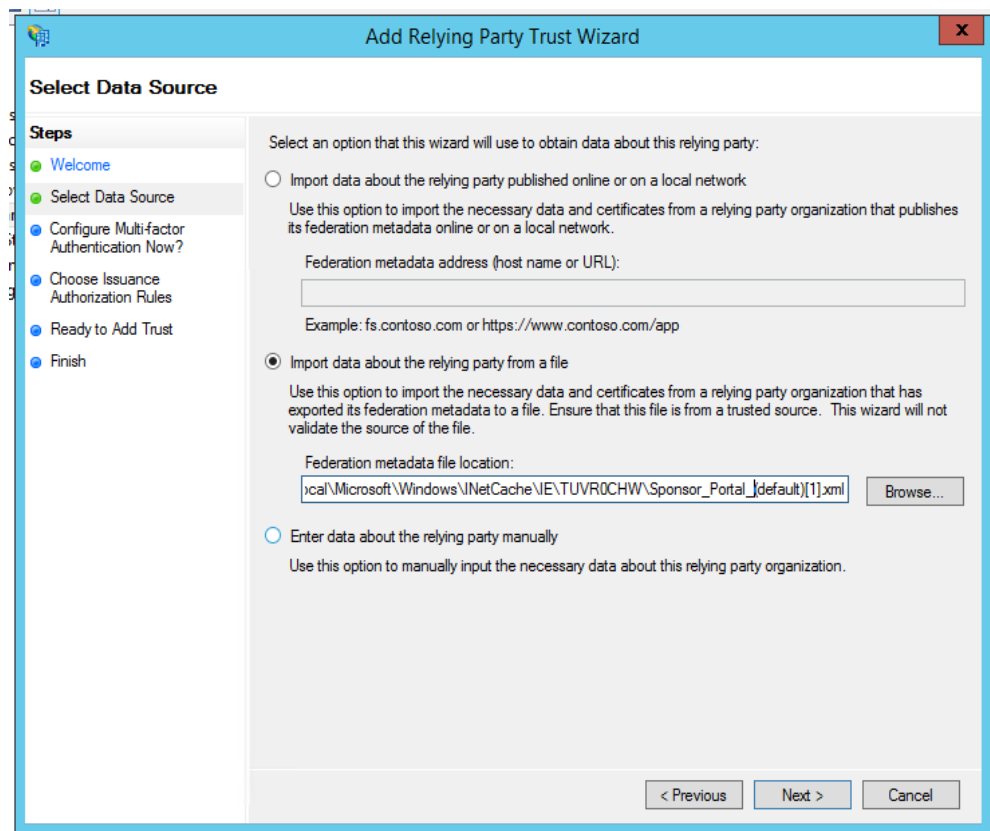 Add Relying Party Trust Wizard
x
Select Data Source
Steps
Welcome
Select Data Source
Configure Multi-factor
Authentication Now?
Choose Issuance
Authorization Rules
Ready to Add Trust
Finish
Select an option that this wizard will use to obtain data about this relying party:
Import data about the relying party published online or on a local network
Use this option to import the necessary data and certificates from a relying party organization that publishes
its federation metadata online or on a local network.
Federation metadata address (host name or URL):
Example: fs.contoso.com or https://www.contoso.com/app
Import data about the relying party from a file
Use this option to import the necessary data and certificates from a relying party organization that has
exported its federation metadata to a file. Ensure that this file is from a trusted source.  This wizard will not
validate the source of the file.
Federation metadata file location:
cal\Microsoft\Windows\INetCache\IE\TUVR0CHW\Sponsor_Portal_(default)[1].xml
Browse...
Enter data about the relying party manually
Use this option to manually input the necessary data about this relying party organization.
< Previous
Next >
Cancel